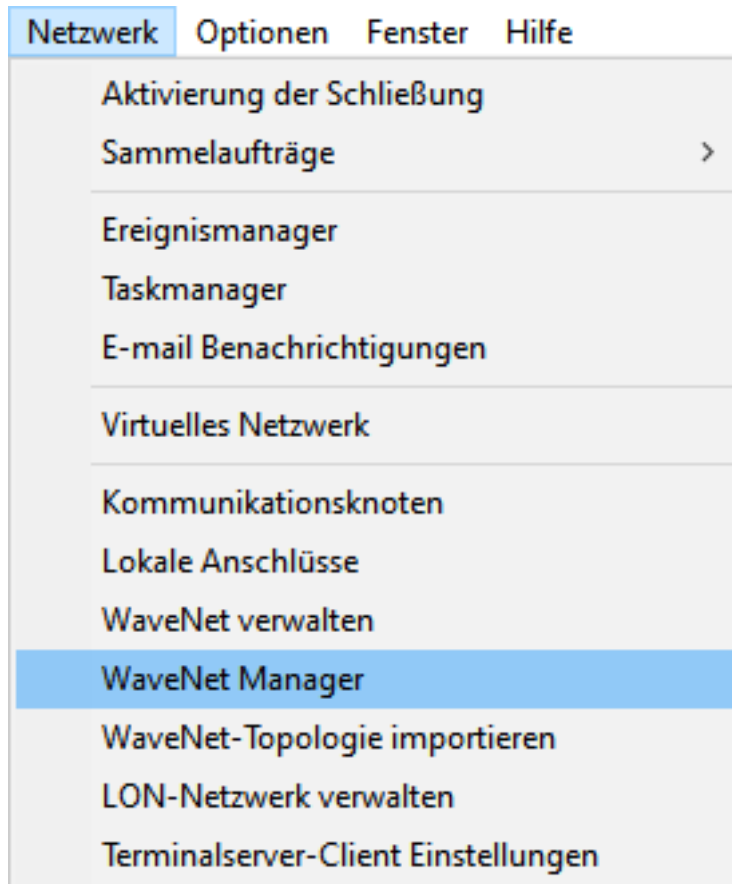 Netzwerk Optionen Fenster Hilfe
Aktivierung der Schließung
Sammelaufträge
Ereignismanager
Taskmanager
E-mail Benachrichtigungen
Virtuelles Netzwerk
Kommunikationsknoten
Lokale Anschlüsse
WaveNet verwalten
WaveNet Manager
WaveNet-Topologie importieren
LON-Netzwerk verwalten
Terminalserver-Client Einstellungen